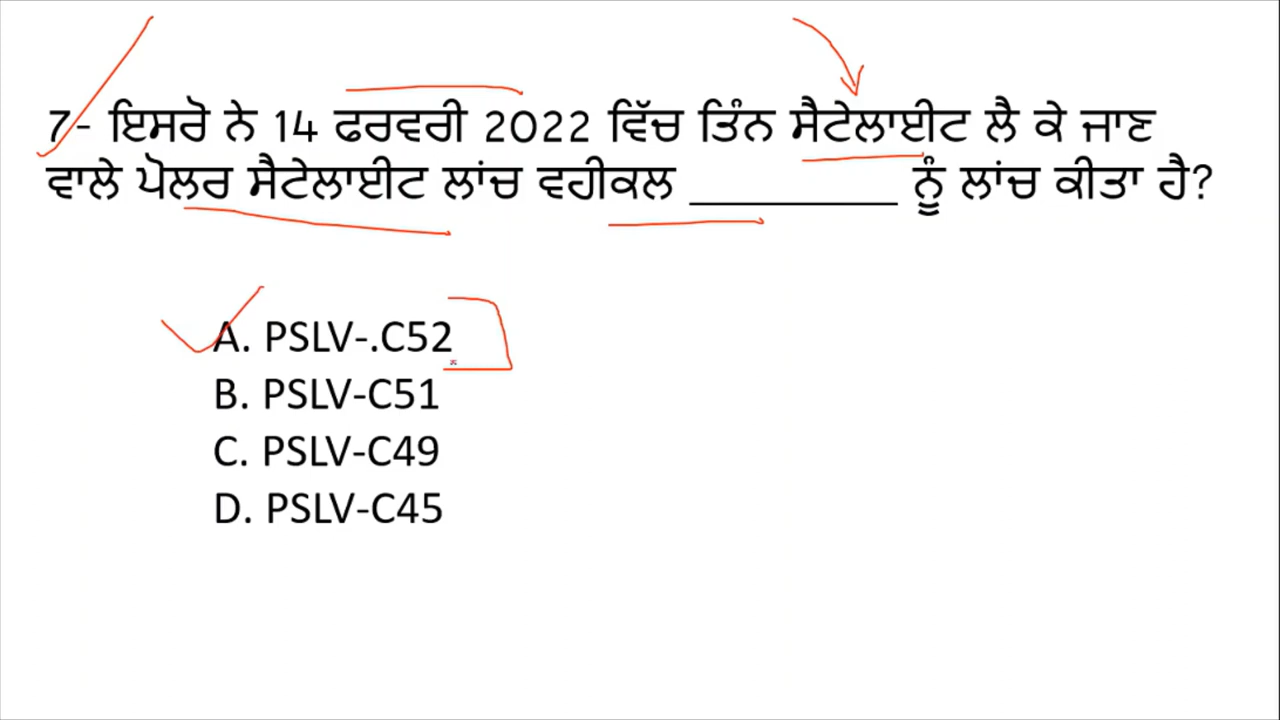 7- ਇਸਰੋ ਨੇ 14 ਫਰਵਰੀ 2022 ਵਿੱਚ ਤਿੰਨ ਸੈਟੇਲਾਈਟ ਲੈ ਕੇ ਜਾਣ
ਵਾਲੇ ਪੋਲਰ ਸੈਟੇਲਾਈਟ ਲਾਂਚ ਵਹੀਕਲ __________ ਨੂੰ ਲਾਂਚ ਕੀਤਾ ਹੈ?
A. PSLV-.C52
B. PSLV-C51
C. PSLV-C49
D. PSLV-C45